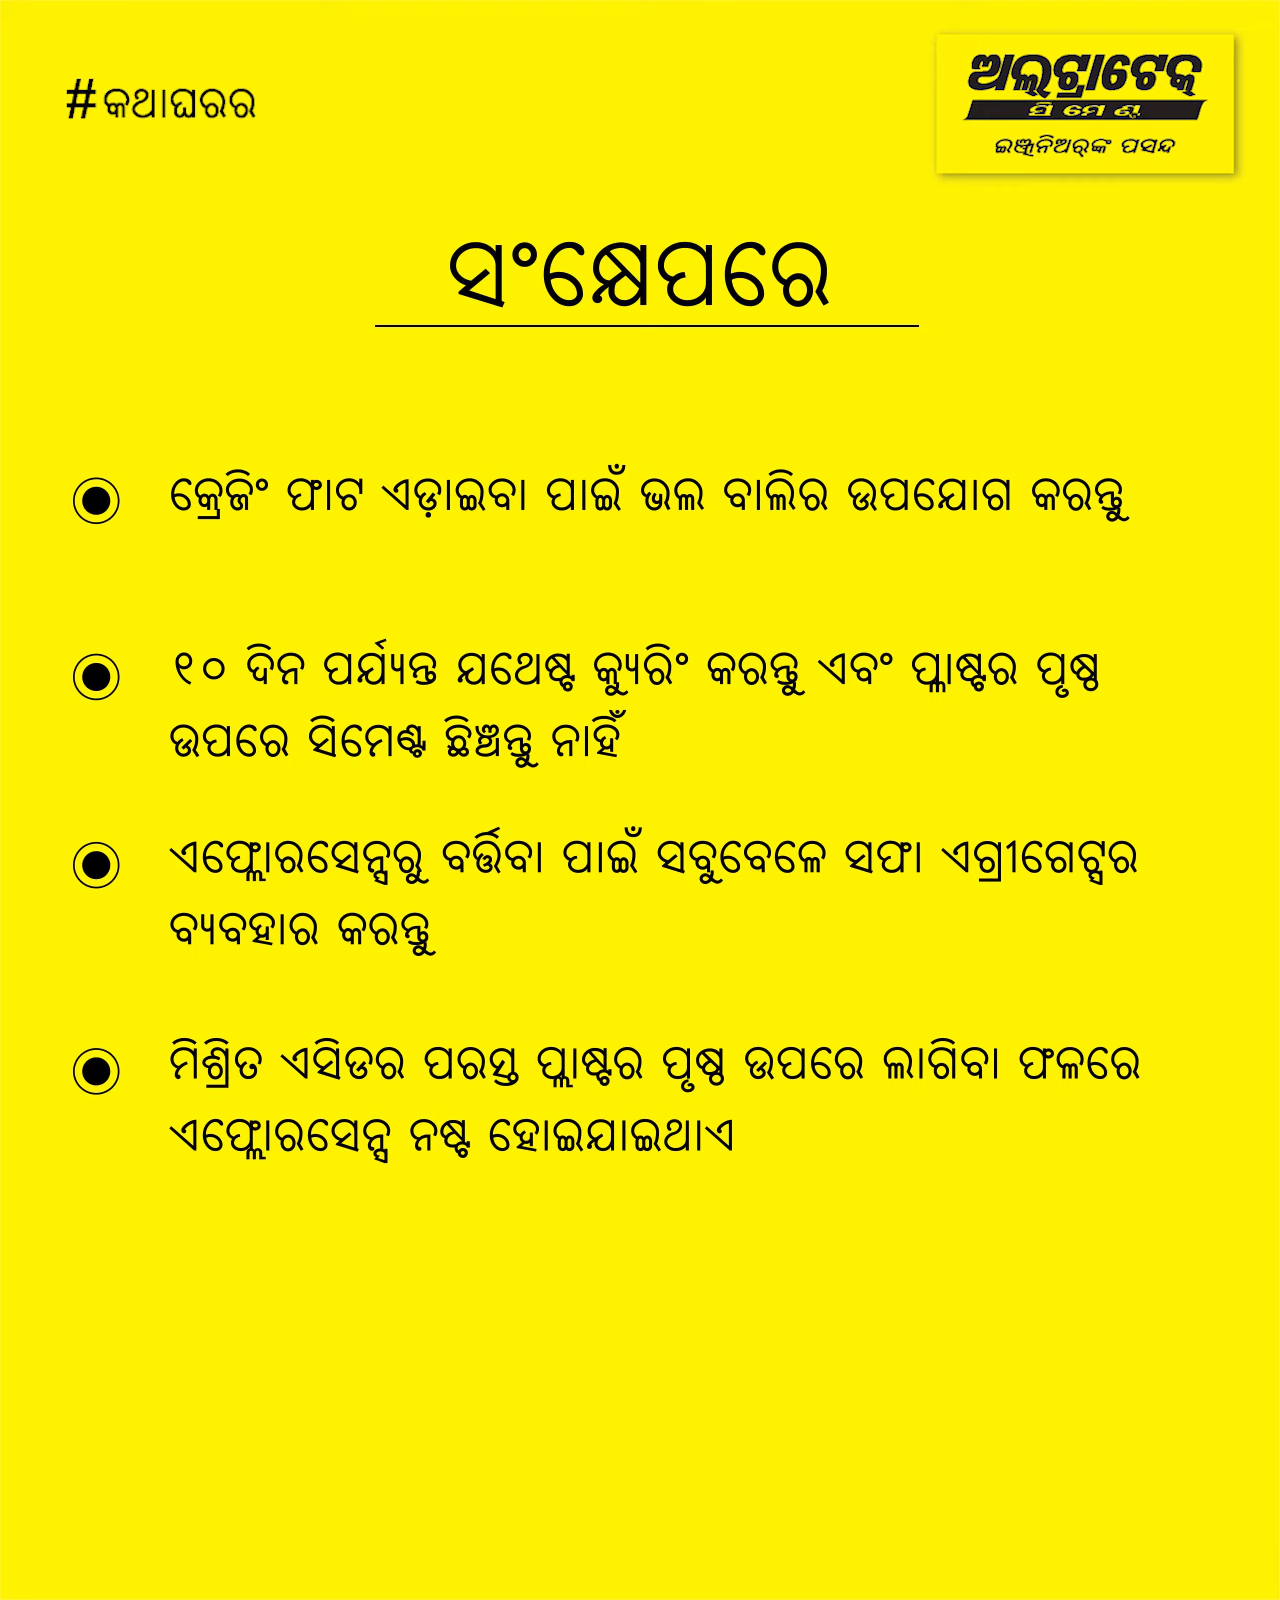 #କଥାଘରର
ଅଲ୍ଟ୍ରାଟେକ୍
ସିମେଣ୍ଟ
ଇଞ୍ଜିନିଅର୍‌ଙ୍କ ପସନ୍ଦ
ସଂକ୍ଷେପରେ
କ୍ରେଜିଂ ଫାଟ ଏଡ଼ାଇବା ପାଇଁ ଭଲ ବାଲିର ଉପଯୋଗ କରନ୍ତୁ
୧୦ ଦିନ ପର୍ଯ୍ୟନ୍ତ ଯଥେଷ୍ଟ କ୍ୟୁରିଂ କରନ୍ତୁ ଏବଂ ପ୍ଳାଷ୍ଟର ପୃଷ୍ଠ
ଉପରେ ସିମେଣ୍ଟ ଛିଞ୍ଚନ୍ତୁ ନାହିଁ
ଏଫ୍ଲୋରସେନ୍ସରୁ ବର୍ତ୍ତିବା ପାଇଁ ସବୁବେଳେ ସଫା ଏଗ୍ରୀଗେଟ୍ସର
ବ୍ୟବହାର କରନ୍ତୁ
ମିଶ୍ରିତ ଏସିଡର ପରସ୍ତ ପ୍ଲାଷ୍ଟର ପୃଷ୍ଠ ଉପରେ ଲାଗିବା ଫଳରେ
ଏଫ୍ଲୋରସେନ୍ସ ନଷ୍ଟ ହୋଇଯାଇଥାଏ